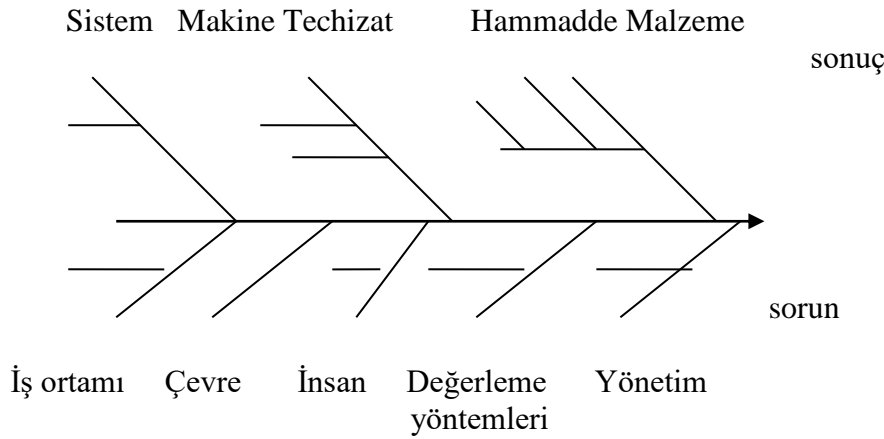 Sistem Makine Techizat Hammadde Malzeme
sonuç
sorun
İş ortamı Çevre İnsan Değerleme Yönetim
yöntemleri